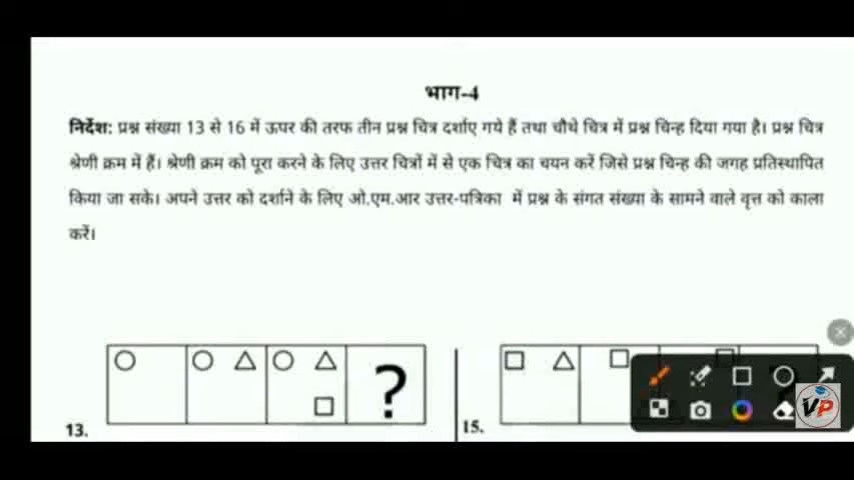 भाग-4
निर्देश: प्रश्न संख्या 13 से 16 में ऊपर की तरफ तीन प्रश्न चित्र दर्शाए गये हैं तथा चौथे चित्र में प्रश्न चिन्ह दिया गया है। प्रश्न चित्र
श्रेणी क्रम में हैं। श्रेणी क्रम को पूरा करने के लिए उत्तर चित्रों में से एक चित्र का चयन करें जिसे प्रश्न चिन्ह की जगह प्रतिस्थापित
किया जा सके। अपने उत्तर को दर्शाने के लिए ओ.एम.आर उत्तर-पत्रिका में प्रश्न के संगत संख्या के सामने वाले वृत्त को काला
करें।
?
13.
15.
VP